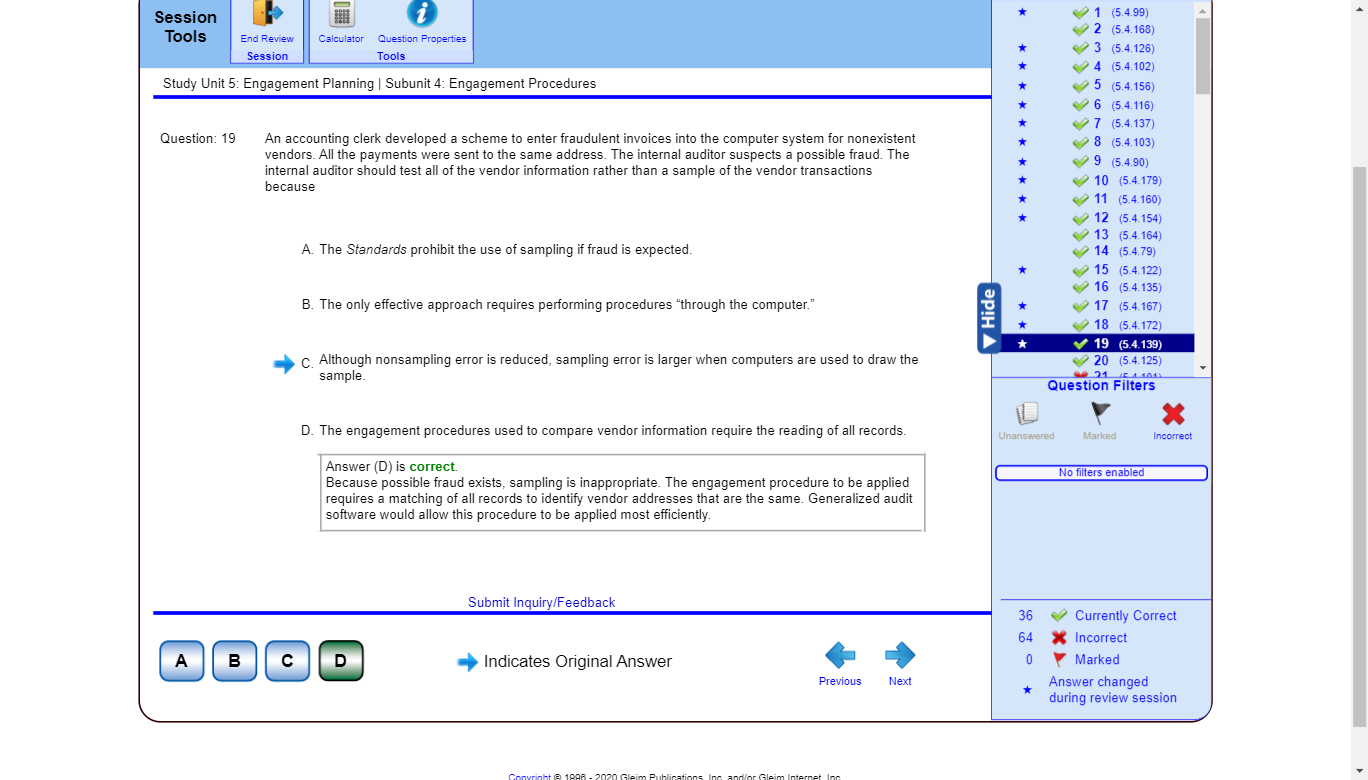 Session
Tools
End Review
Session
Calculator
Question Properties
Tools
Study Unit 5: Engagement Planning | Subunit 4: Engagement Procedures
Question: 19
An accounting clerk developed a scheme to enter fraudulent invoices into the computer system for nonexistent
vendors. All the payments were sent to the same address. The internal auditor suspects a possible fraud. The
internal auditor should test all of the vendor information rather than a sample of the vendor transactions
because
A. The Standards prohibit the use of sampling if fraud is expected.
B. The only effective approach requires performing procedures “through the computer.”
C. Although nonsampling error is reduced, sampling error is larger when computers are used to draw the
sample.
D. The engagement procedures used to compare vendor information require the reading of all records.
Answer (D) is correct.
Because possible fraud exists, sampling is inappropriate. The engagement procedure to be applied
requires a matching of all records to identify vendor addresses that are the same. Generalized audit
software would allow this procedure to be applied most efficiently.
Submit Inquiry/Feedback
A B C D
Indicates Original Answer
Previous
Next
1 (5.4.99)
2 (5.4.168)
3 (5.4.126)
4 (5.4.102)
5 (5.4.156)
6 (5.4.116)
7 (5.4.137)
8 (5.4.103)
9 (5.4.90)
10 (5.4.179)
11 (5.4.160)
12 (5.4.154)
13 (5.4.164)
14 (5.4.79)
15 (5.4.122)
16 (5.4.135)
17 (5.4.167)
18 (5.4.172)
19 (5.4.139)
20 (5.4.125)
21 (5.4.101)
Hide
Question Filters
Unanswered
Marked
Incorrect
No filters enabled
36 Currently Correct
64 Incorrect
0 Marked
Answer changed
during review session
Copyright © 1996 - 2020 Gleim Publications, Inc. and/or Gleim Internet, Inc.